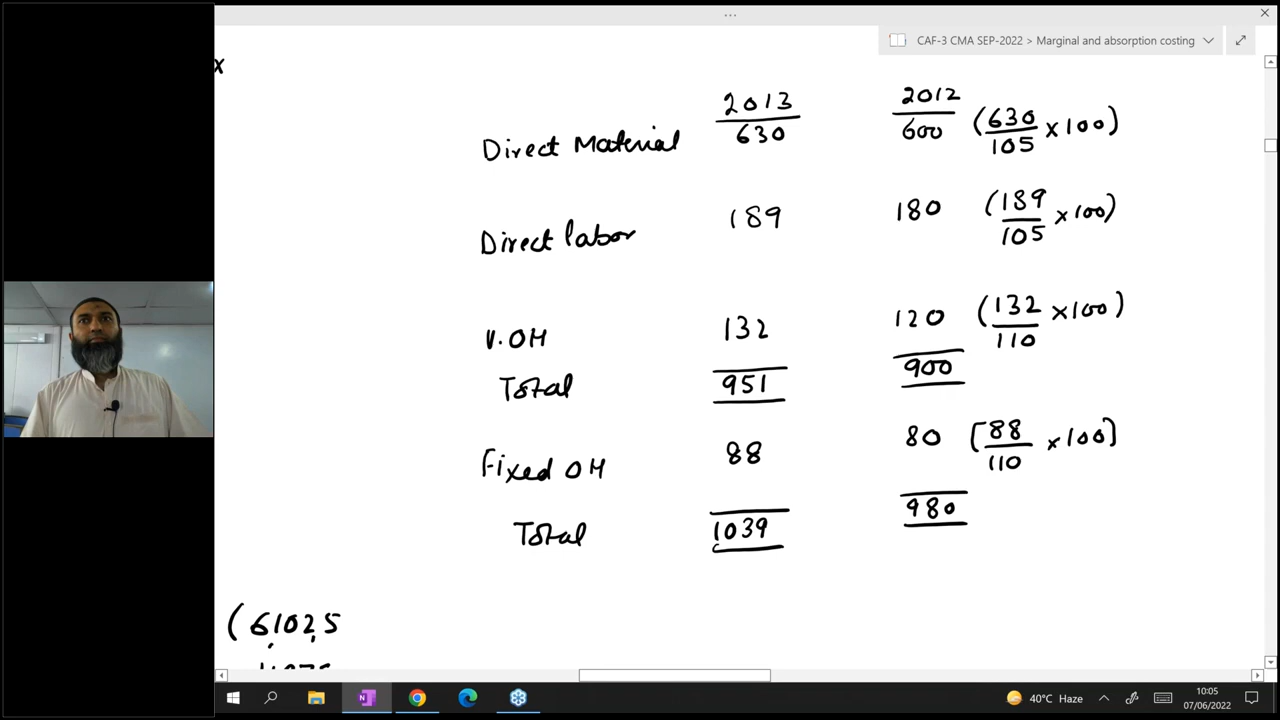 CAF-3 CMA SEP-2022 > Marginal and absorption costing
x
2013 2012
Direct Material 630 600 (630/105 x 100)
Direct labor 189 180 (189/105 x 100)
V.OH 132 120 (132/110 x 100)
Total 951 900
Fixed OH 88 80 [88/110 x 100]
Total 1039 980
(6102,5
40°C Haze
10:05
07/06/2022